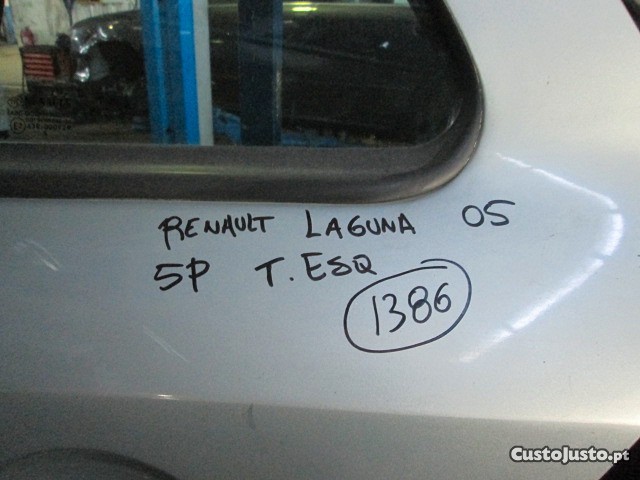 RENAULT LAGUNA 05
5P T. ESQ
1386
CustoJusto.pt